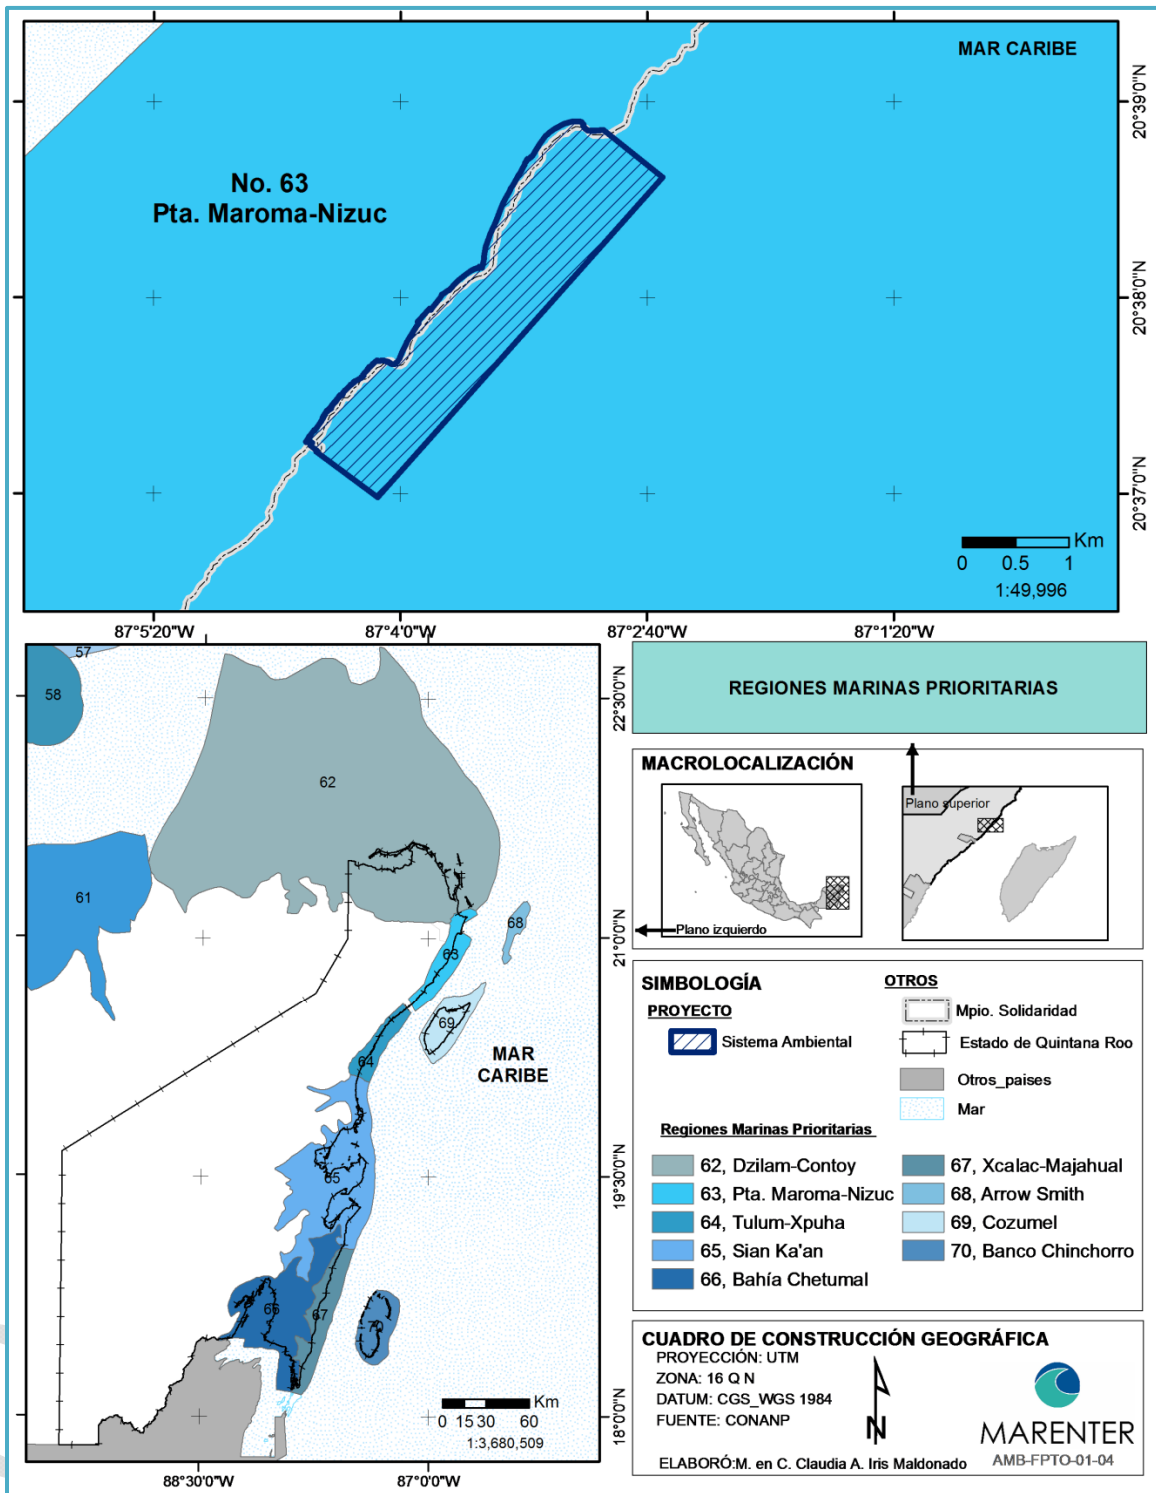 MAR CARIBE
No. 63
Pta. Maroma-Nizuc
20°39'0"N
20°38'0"N
20°37'0"N
Km
0 0.5 1
1:49,996
87°5'20"W 87°4'0"W 87°2'40"W 87°1'20"W
57
58
62
61
68
63
69
64
65
66
67
70
MAR
CARIBE
22°30'0"N
21°0'0"N
19°30'0"N
18°0'0"N
Km
0 15 30 60
1:3,680,509
88°30'0"W 87°0'0"W
REGIONES MARINAS PRIORITARIAS
MACROLOCALIZACIÓN
Plano superior
Plano izquierdo
SIMBOLOGÍA
PROYECTO
Sistema Ambiental
OTROS
Mpio. Solidaridad
Estado de Quintana Roo
Otros_paises
Mar
Regiones Marinas Prioritarias
62, Dzilam-Contoy
63, Pta. Maroma-Nizuc
64, Tulum-Xpuha
65, Sian Ka'an
66, Bahía Chetumal
67, Xcalac-Majahual
68, Arrow Smith
69, Cozumel
70, Banco Chinchorro
CUADRO DE CONSTRUCCIÓN GEOGRÁFICA
PROYECCIÓN: UTM
ZONA: 16 Q N
DATUM: CGS_WGS 1984
FUENTE: CONANP
N
ELABORÓ:M. en C. Claudia A. Iris Maldonado
MARENTER
AMB-FPTO-01-04